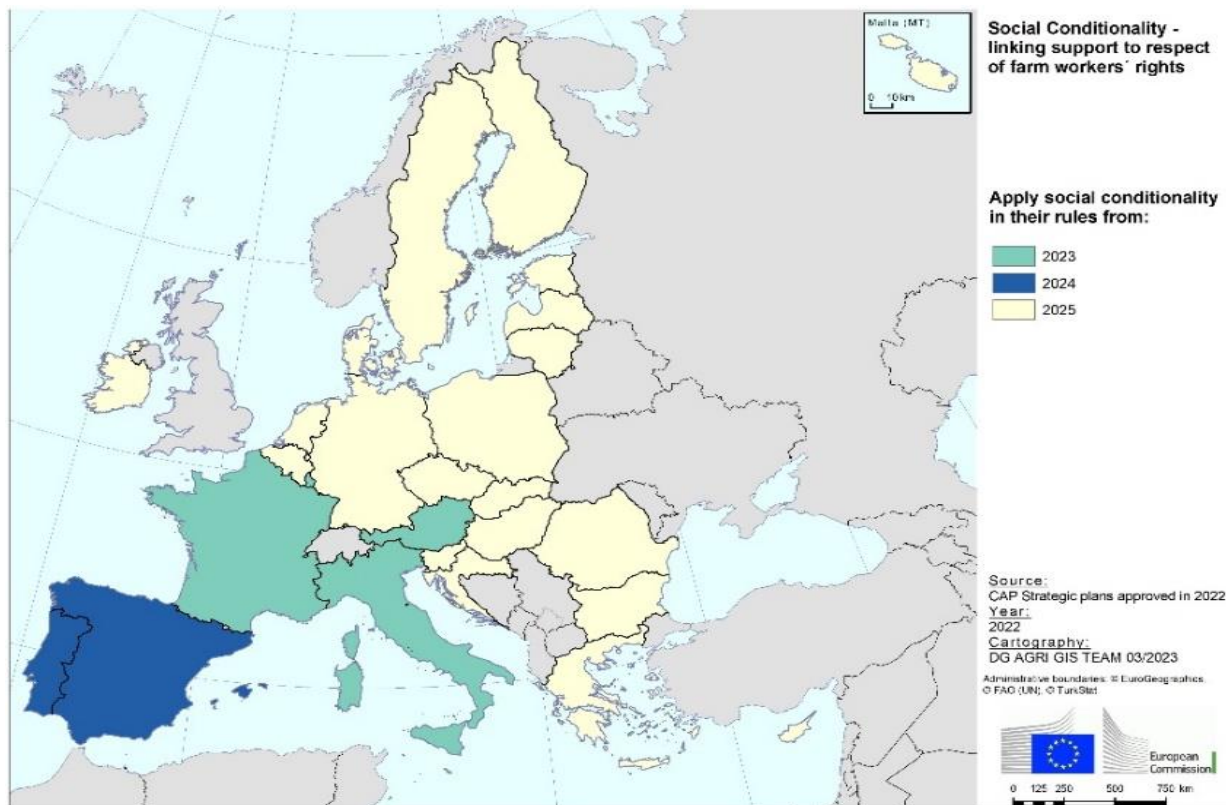 Malta (MT)
0 10 km
Social Conditionality -
linking support to respect
of farm workers´ rights
Apply social conditionality
in their rules from:
2023
2024
2025
Source:
CAP Strategic plans approved in 2022
Year:
2022
Cartography:
DG AGRI GIS TEAM 03/2023
Administrative boundaries: © EuroGeographics,
© FAO (UN), © TurkStat
European
Commission
0 125 250 500 750 km